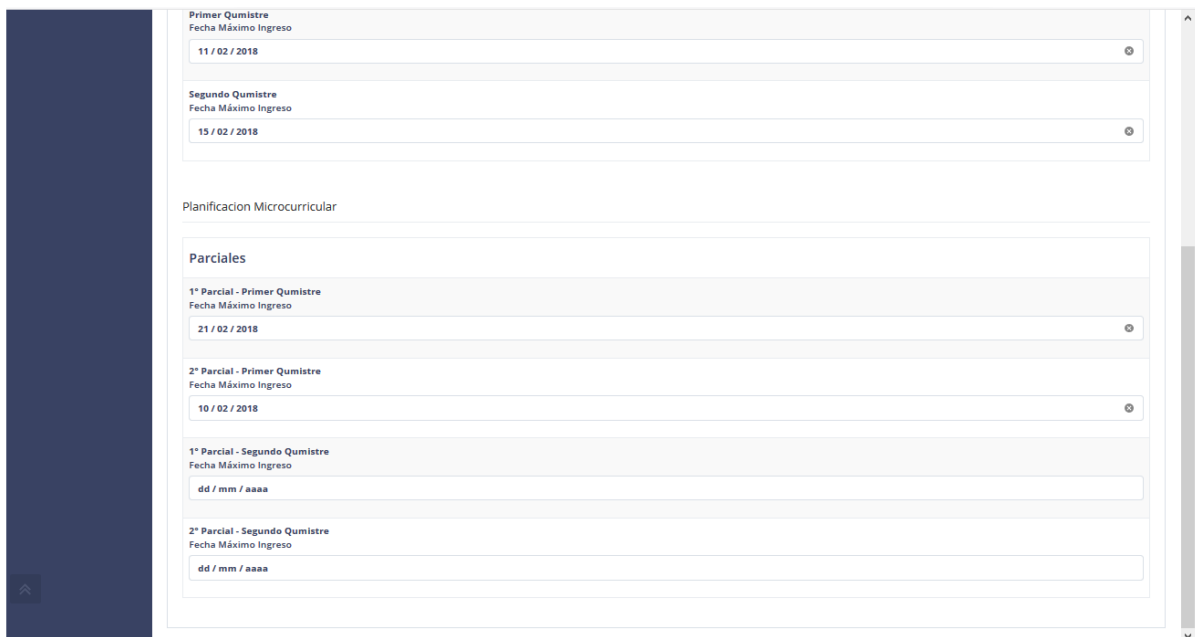 Primer Qumistre
Fecha Máximo Ingreso
11 / 02 / 2018
Segundo Qumistre
Fecha Máximo Ingreso
15 / 02 / 2018
Planificacion Microcurricular
Parciales
1° Parcial - Primer Qumistre
Fecha Máximo Ingreso
21 / 02 / 2018
2° Parcial - Primer Qumistre
Fecha Máximo Ingreso
10 / 02 / 2018
1° Parcial - Segundo Qumistre
Fecha Máximo Ingreso
dd / mm / aaaa
2° Parcial - Segundo Qumistre
Fecha Máximo Ingreso
dd / mm / aaaa